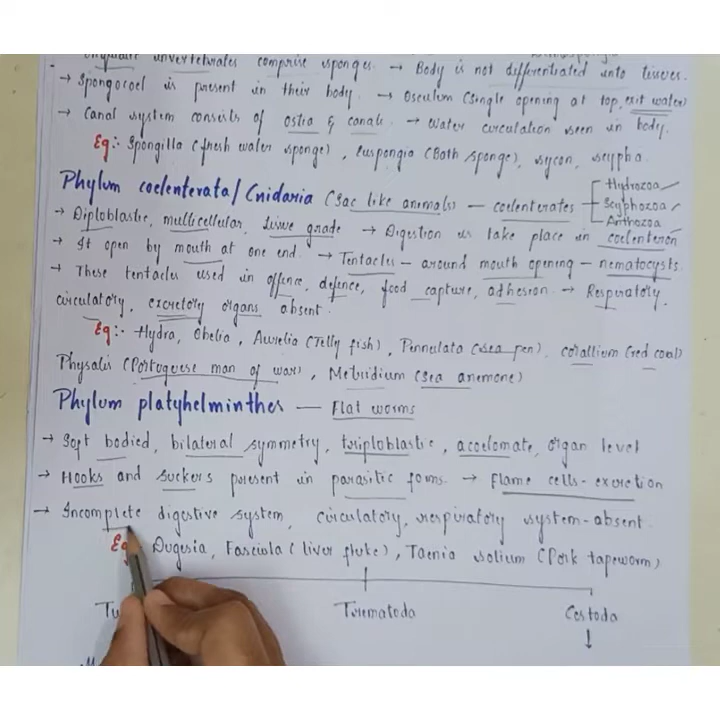 invertebrates comprise sponges. → Body is not differentiated into tissues.
→ Spongocoel is present in their body. → Osculum (single opening at top, exit water)
→ Canal system consists of ostia & canals → Water circulation seen in body.
Eg:- Spongilla (fresh water sponge), Euspongia (Bath sponge), sycon, scypha
Phylum coelenterata/Cnidaria (Sac like animals) — coelenterates
Hydrozoa
Scyphozoa
Anthozoa
→ Diploblastic, multicellular, tissue grade → Digestion is take place in coelenteron
→ It open by mouth at one end. → Tentacles - around mouth opening - nematocysts
→ These tentacles used in offence, defence, food capture, adhesion. → Respiratory,
circulatory, excretory organs absent.
Eg:- Hydra, Obelia, Aurelia (Jelly fish), Pennulata (sea pen), corallium (red coral)
Physalis (Portuguese man of war), Metridium (Sea anemone)
Phylum platyhelminthes — Flat worms
→ Soft bodied, bilateral symmetry, triploblastic, acoelomate, organ level
→ Hooks and suckers present in parasitic forms. → Flame cells - excretion
→ Incomplete digestive system, circulatory, respiratory system-absent.
Eg Dugesia, Fasciola (liver fluke), Taenia solium (Pork tapeworm)
Tu Trematoda Cestoda